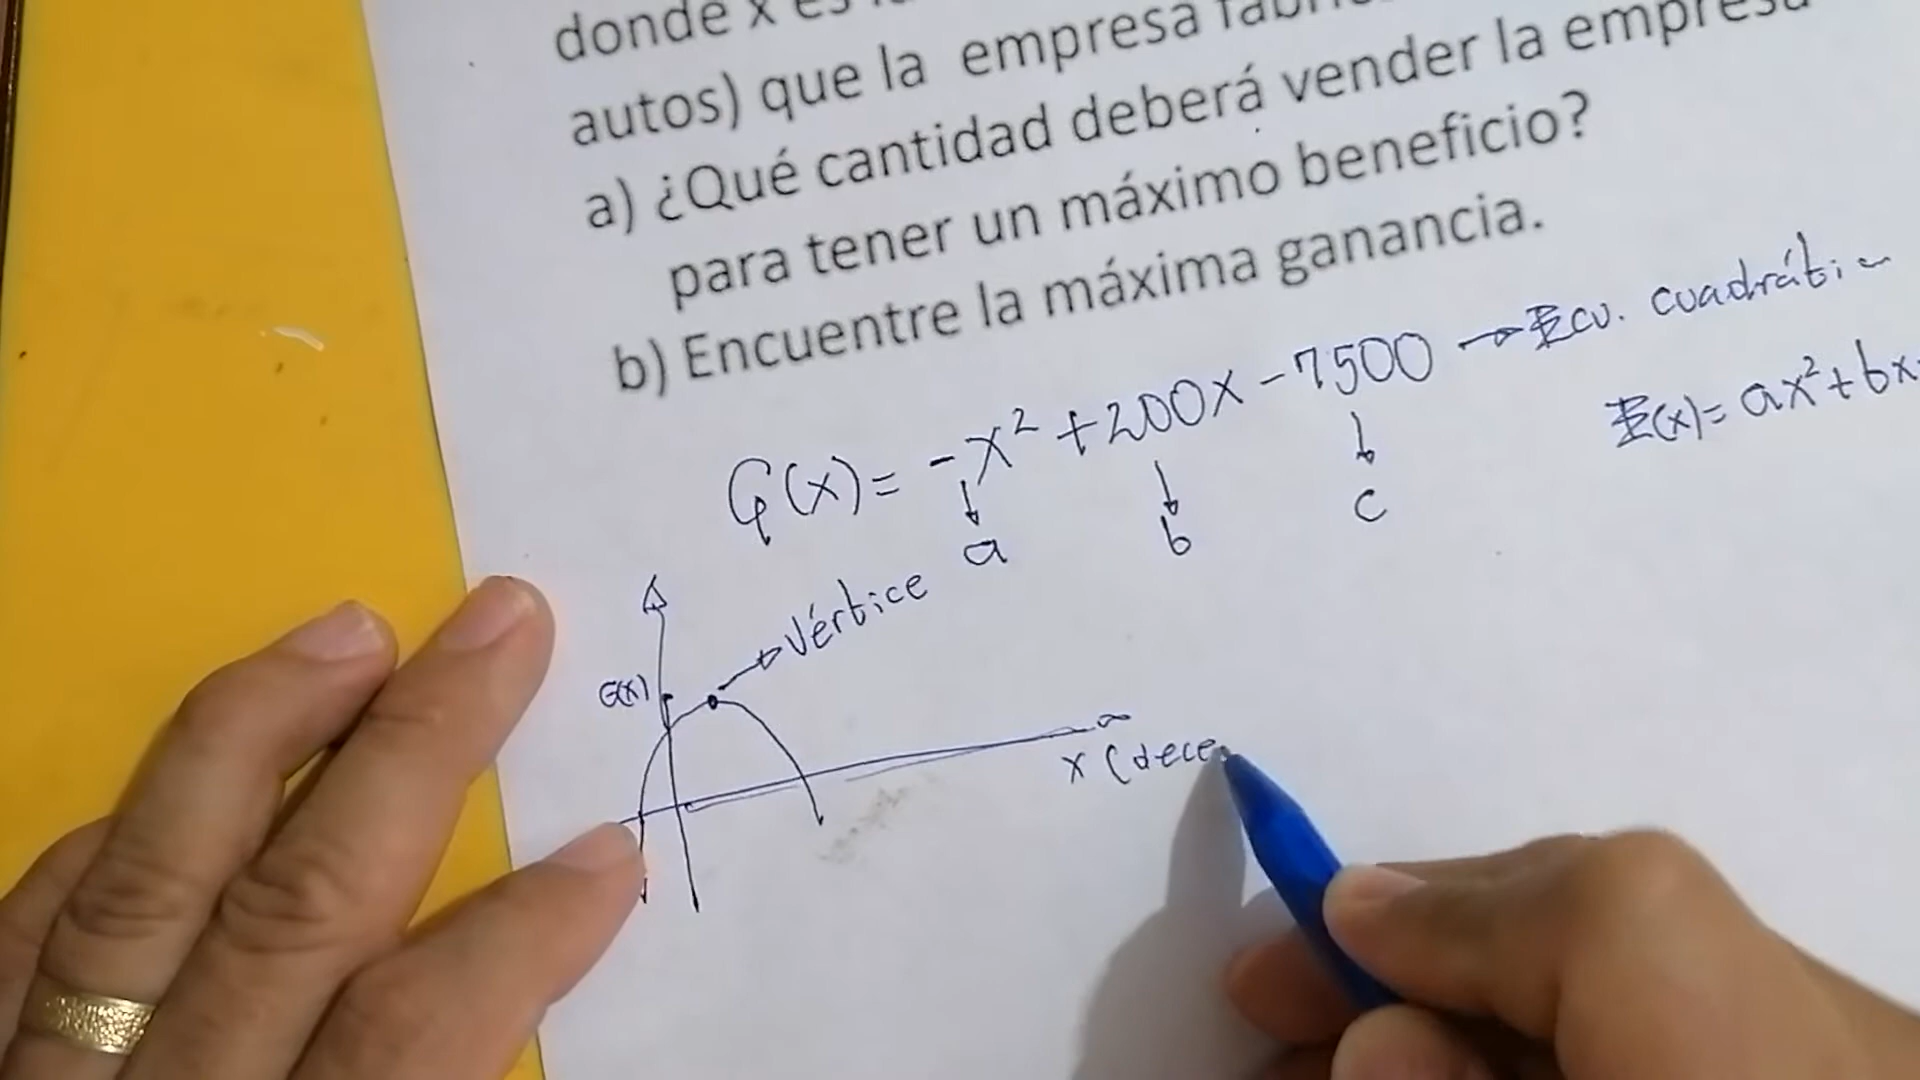 donde x es
autos) que la empresa
a) ¿Qué cantidad deberá vender la empresa
para tener un máximo beneficio?
b) Encuentre la máxima ganancia.
G(x)= -x² +200x -7500 → Ecu.
E(x)= ax²+bx
a
b
c
Vértice
G(x)
x (dece